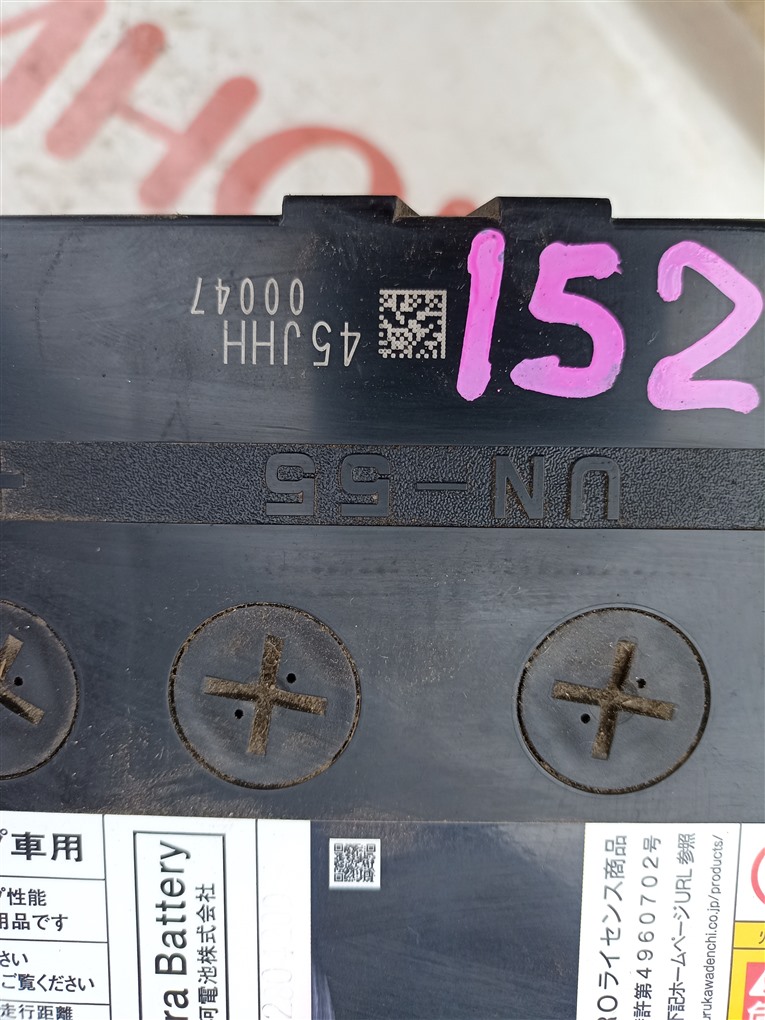 152
45JHH
00047
UN-55
車用
性能
用品です
さい
ご覧ください
走行距離
ra Battery
河電池株式会社
ROライセンス商品
許第4960702号
下記ホームページURL参照
urukawadenchi.co.jp/products/